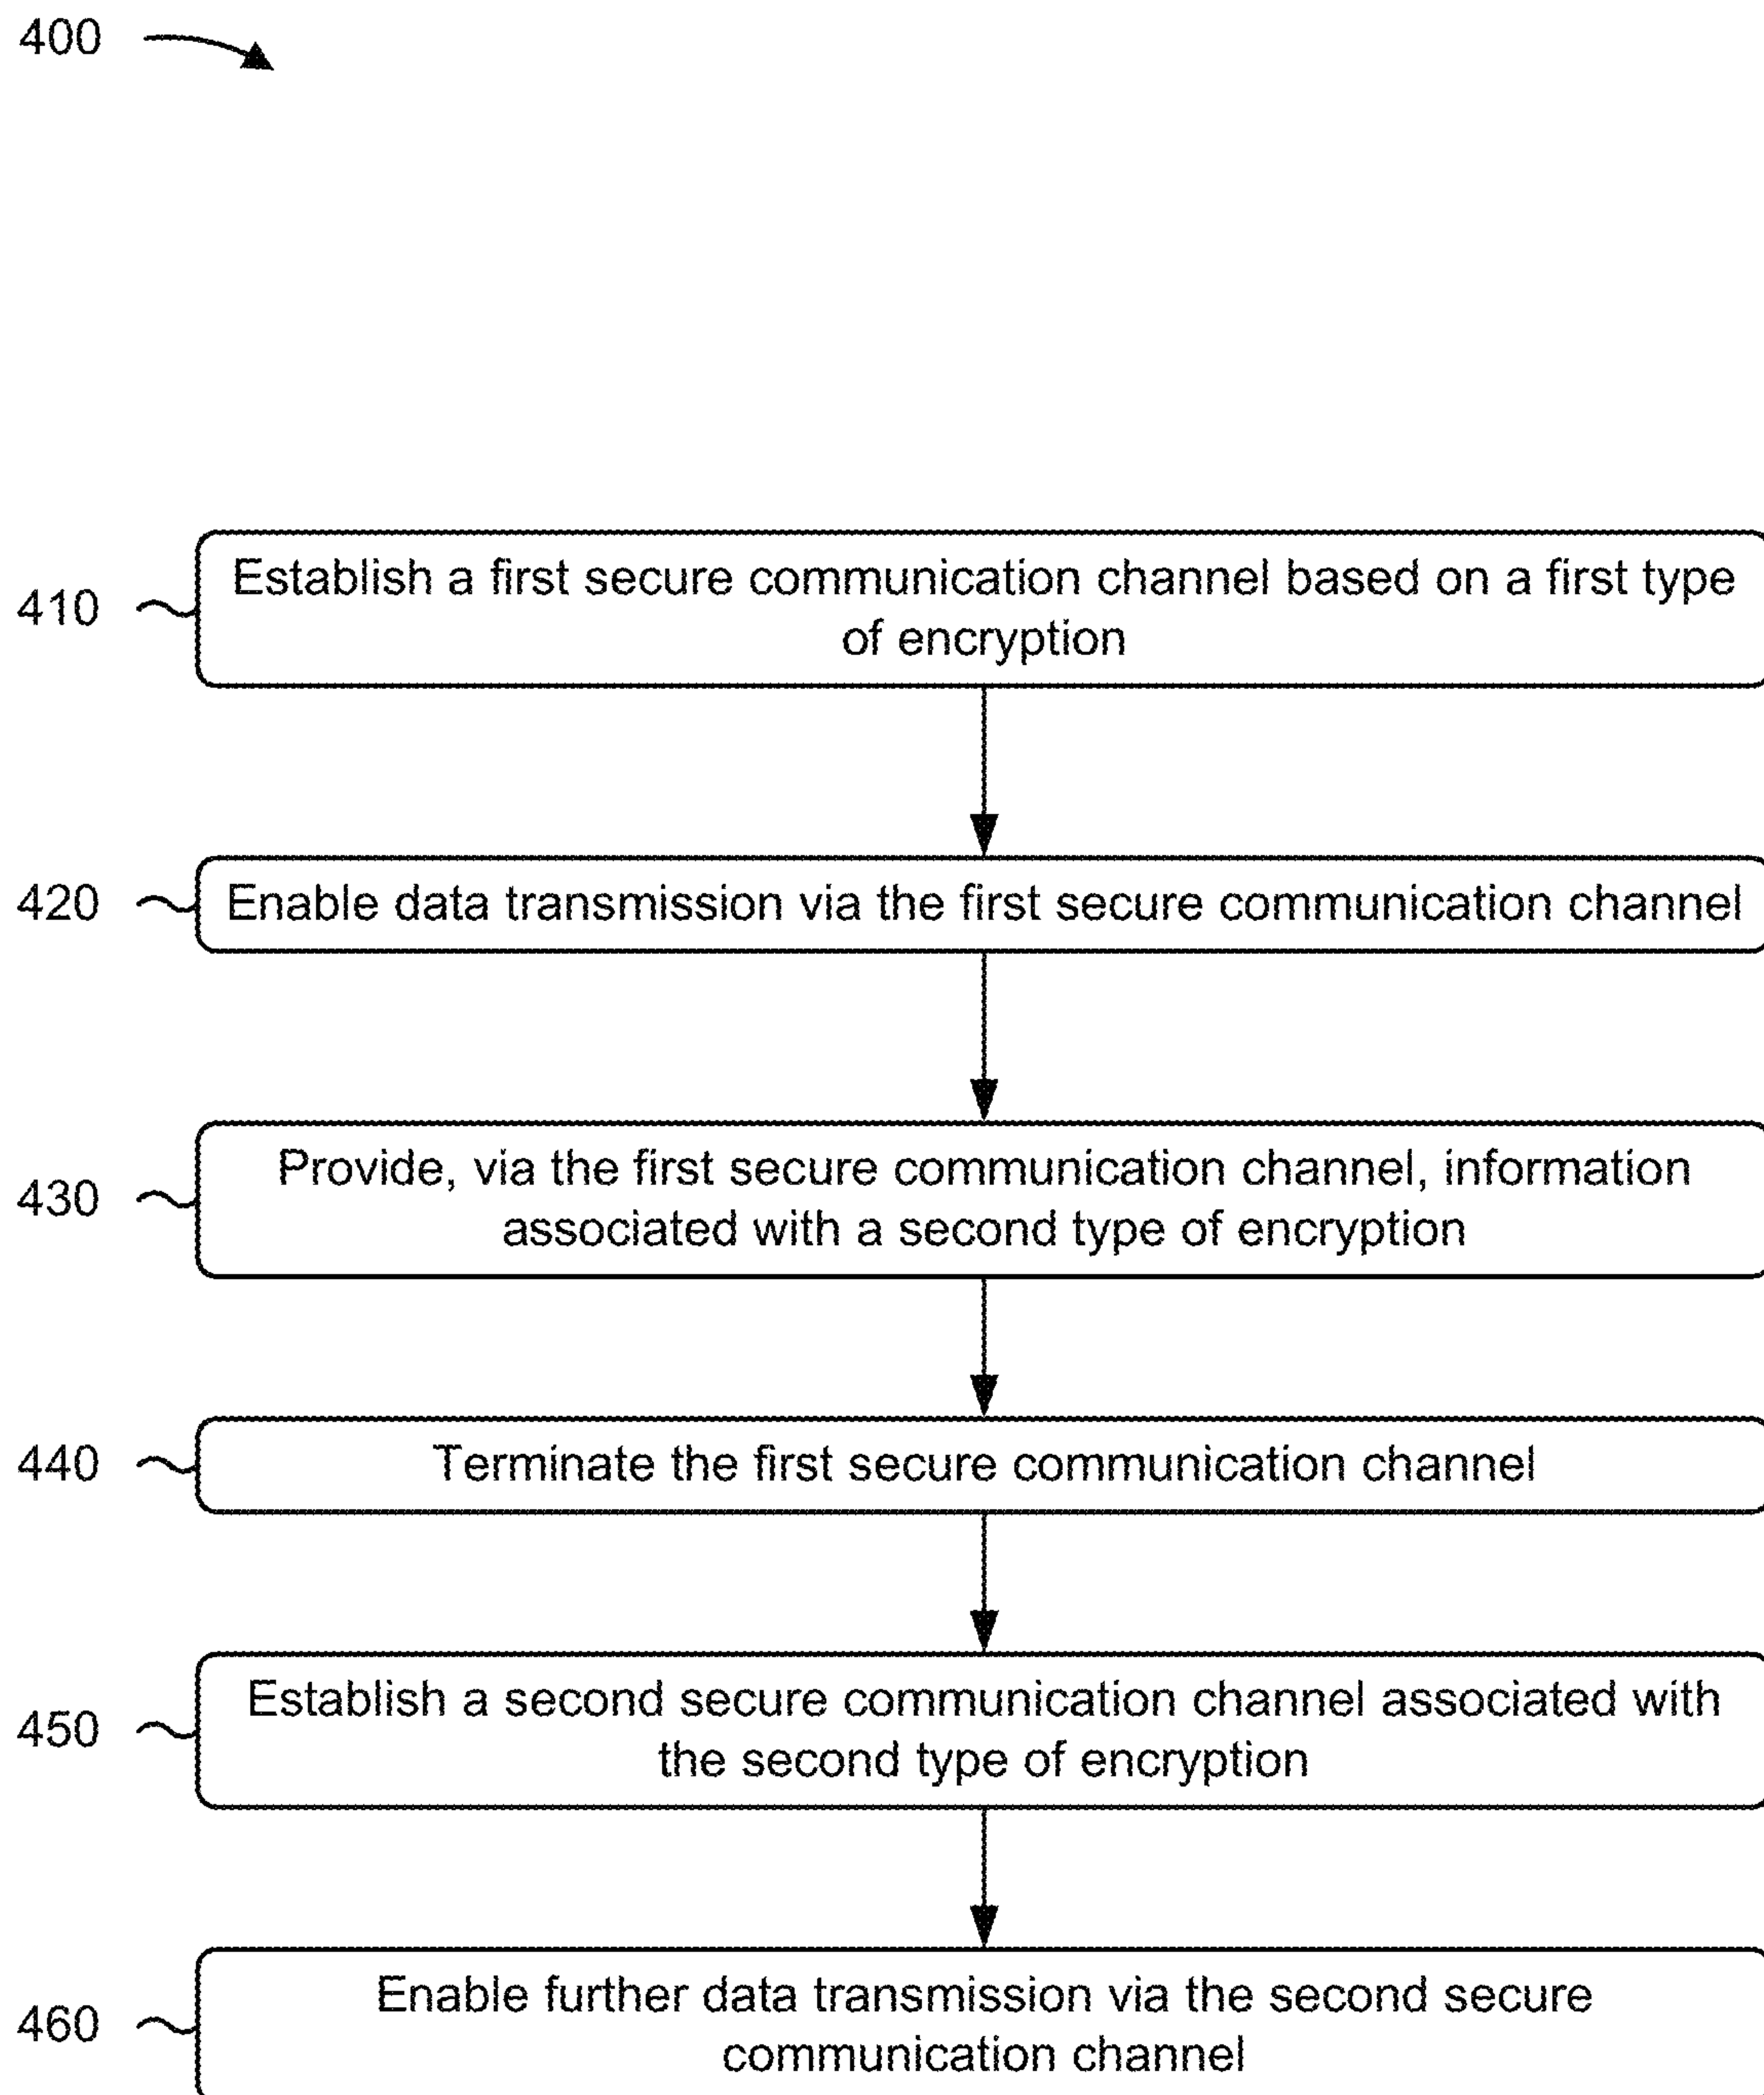 400
410
Establish a first secure communication channel based on a first type
of encryption
420
Enable data transmission via the first secure communication channel
430
Provide, via the first secure communication channel, information
associated with a second type of encryption
440
Terminate the first secure communication channel
450
Establish a second secure communication channel associated with
the second type of encryption
460
Enable further data transmission via the second secure
communication channel